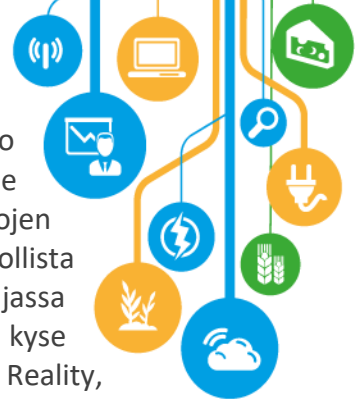 o
e
ojen
ollista
jassa
kyse
Reality,